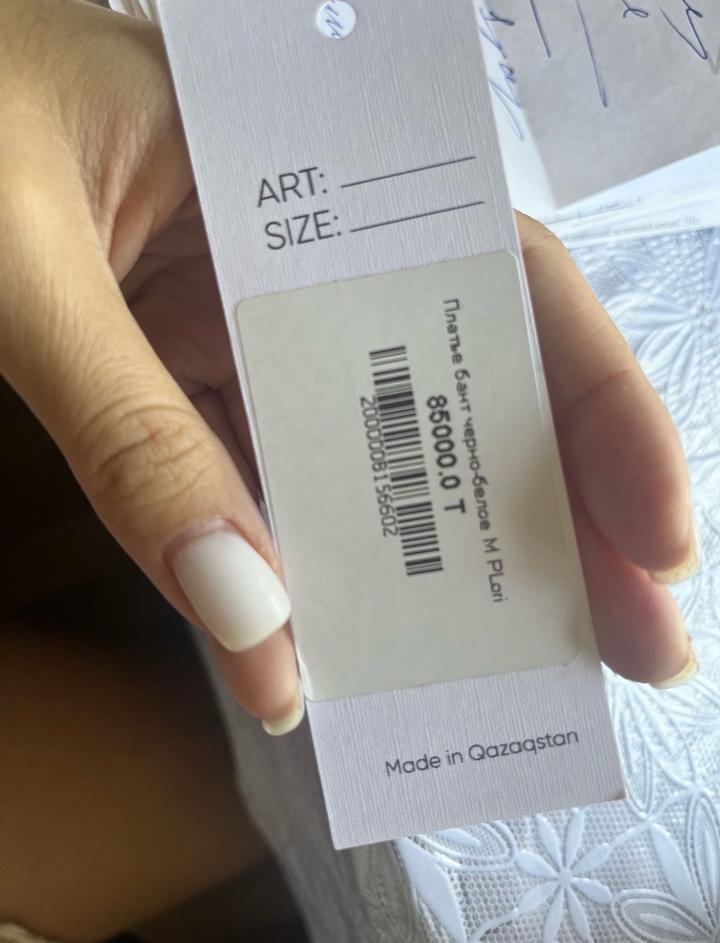 ART:
SIZE:
Платье бант черно-белое М PLori
85000.0 Т
2000008156602
Made in Qazaqstan